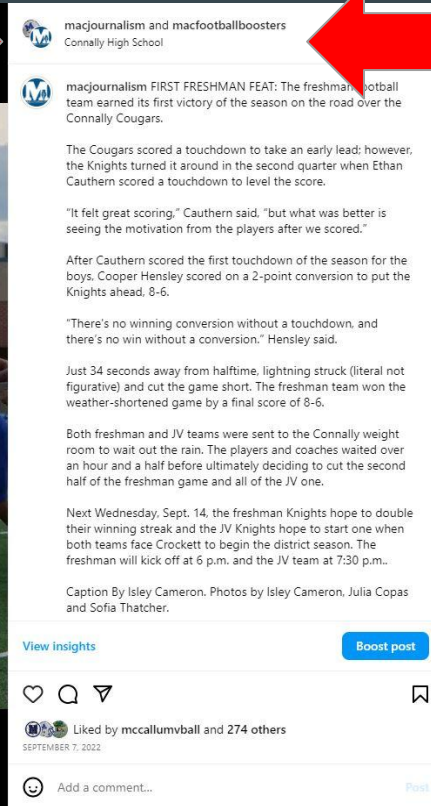 macjournalism and macfootballboosters
Connally High School
macjournalism FIRST FRESHMAN FEAT: The freshman football
team earned its first victory of the season on the road over the
Connally Cougars.
The Cougars scored a touchdown to take an early lead; however,
the Knights turned it around in the second quarter when Ethan
Cauthern scored a touchdown to level the score.
"It felt great scoring," Cauthern said, "but what was better is
seeing the motivation from the players after we scored."
After Cauthern scored the first touchdown of the season for the
boys, Cooper Hensley scored on a 2-point conversion to put the
Knights ahead, 8-6.
"There's no winning conversion without a touchdown, and
there's no win without a conversion." Hensley said.
Just 34 seconds away from halftime, lightning struck (literal not
figurative) and cut the game short. The freshman team won the
weather-shortened game by a final score of 8-6.
Both freshman and JV teams were sent to the Connally weight
room to wait out the rain. The players and coaches waited over
an hour and a half before ultimately deciding to cut the second
half of the freshman game and all of the JV one.
Next Wednesday, Sept. 14, the freshman Knights hope to double
their winning streak and the JV Knights hope to start one when
both teams face Crockett to begin the district season. The
freshman will kick off at 6 p.m. and the JV team at 7:30 p.m..
Caption By Isley Cameron. Photos by Isley Cameron, Julia Copas
and Sofia Thatcher.
View insights Boost post
Liked by mccallumvball and 274 others
SEPTEMBER 7, 2022
Add a comment... Post